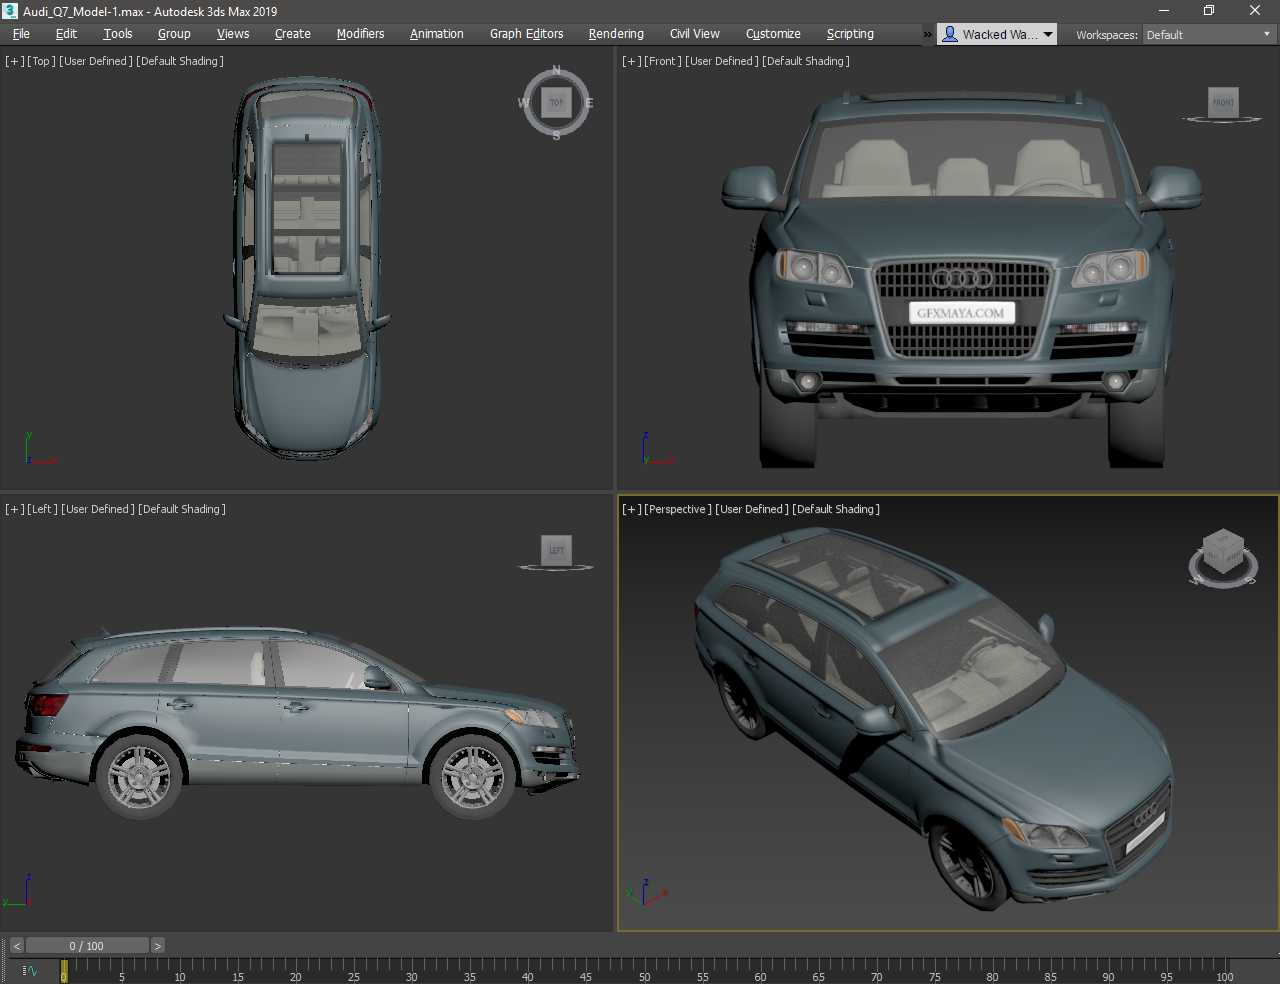 3 Audi_Q7_Model-1.max - Autodesk 3ds Max 2019
File Edit Tools Group Views Create Modifiers Animation Graph Editors Rendering Civil View Customize Scripting » Wacked Wa... Workspaces: Default
[+] [Top] [User Defined] [Default Shading]
N
W TOP E
S
y
z x
[+] [Front] [User Defined] [Default Shading]
FRONT
GFXMAYA.COM
z
y x
[+] [Left] [User Defined] [Default Shading]
LEFT
z
y x
[+] [Perspective] [User Defined] [Default Shading]
W S
y z x
< 0 / 100 >
0 5 10 15 20 25 30 35 40 45 50 55 60 65 70 75 80 85 90 95 100